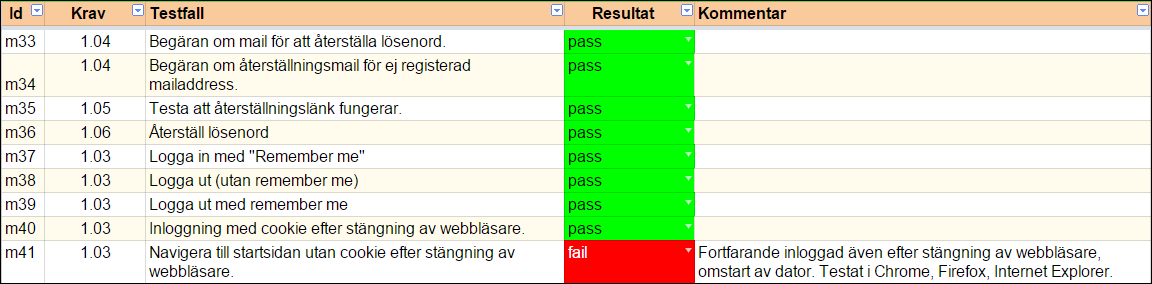 Id Krav Testfall Resultat Kommentar
m33 1.04 Begäran om mail för att återställa lösenord. pass
m34 1.04 Begäran om återställningsmail för ej registerad pass
mailaddress.
m35 1.05 Testa att återställningslänk fungerar. pass
m36 1.06 Återställ lösenord pass
m37 1.03 Logga in med "Remember me" pass
m38 1.03 Logga ut (utan remember me) pass
m39 1.03 Logga ut med remember me pass
m40 1.03 Inloggning med cookie efter stängning av webbläsare. pass
m41 1.03 Navigera till startsidan utan cookie efter stängning av fail Fortfarande inloggad även efter stängning av webbläsare,
webbläsare. omstart av dator. Testat i Chrome, Firefox, Internet Explorer.